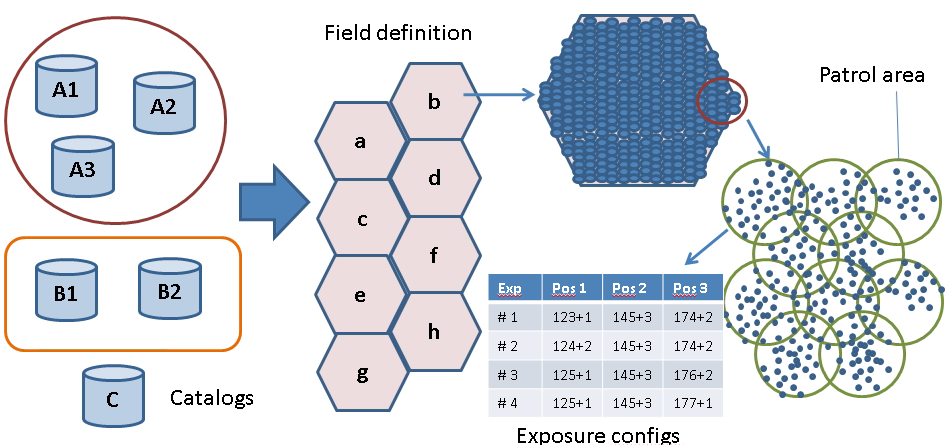 Field definition
Patrol area
A1
A2
A3
B1
B2
C
Catalogs
a
b
c
d
e
f
g
h
Exp Pos 1 Pos 2 Pos 3
# 1 123+1 145+3 174+2
# 2 124+2 145+3 174+2
# 3 125+1 145+3 176+2
# 4 125+1 145+3 177+1
Exposure configs